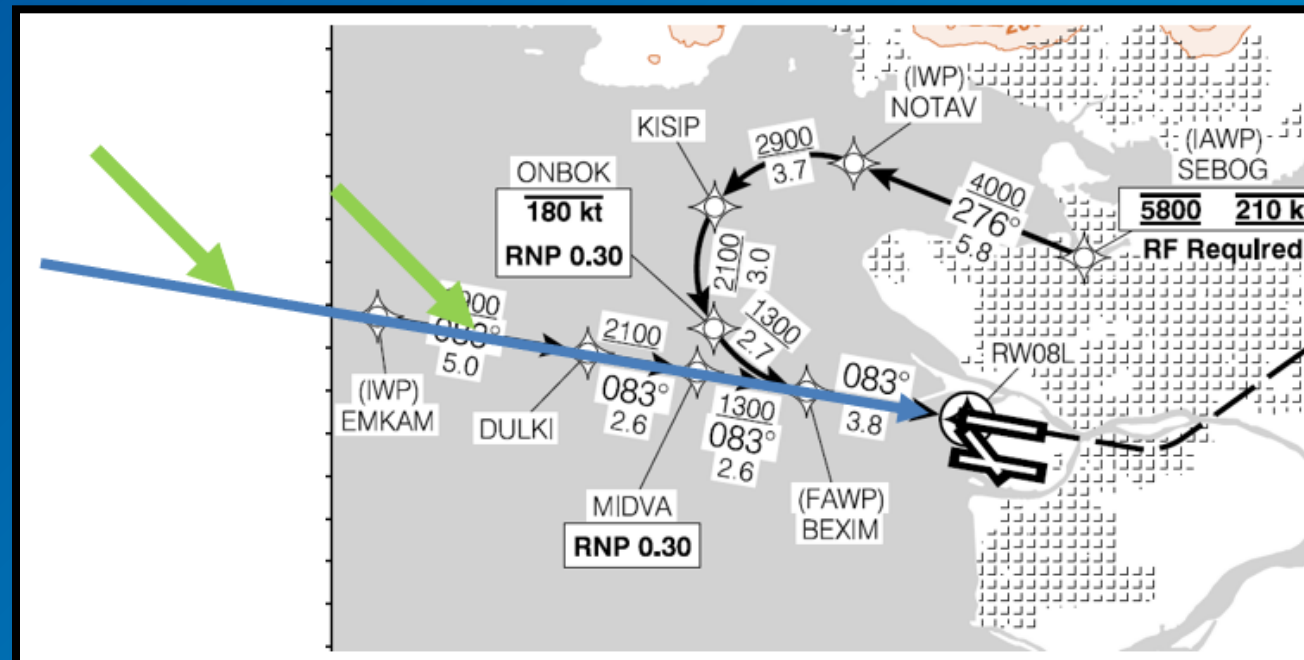 (IWP)
NOTAV
KISIP
2900
3.7
(IAWP)
SEBOG
5800 210 k
RF Required
ONBOK
180 kt
RNP 0.30
4000
276°
5.8
2100
3.0
1300
2.7
083°
5.0
2100
083°
2.6
1300
083°
2.6
083°
3.8
RW08L
(IWP)
EMKAM
DULKI
MIDVA
RNP 0.30
(FAWP)
BEXIM